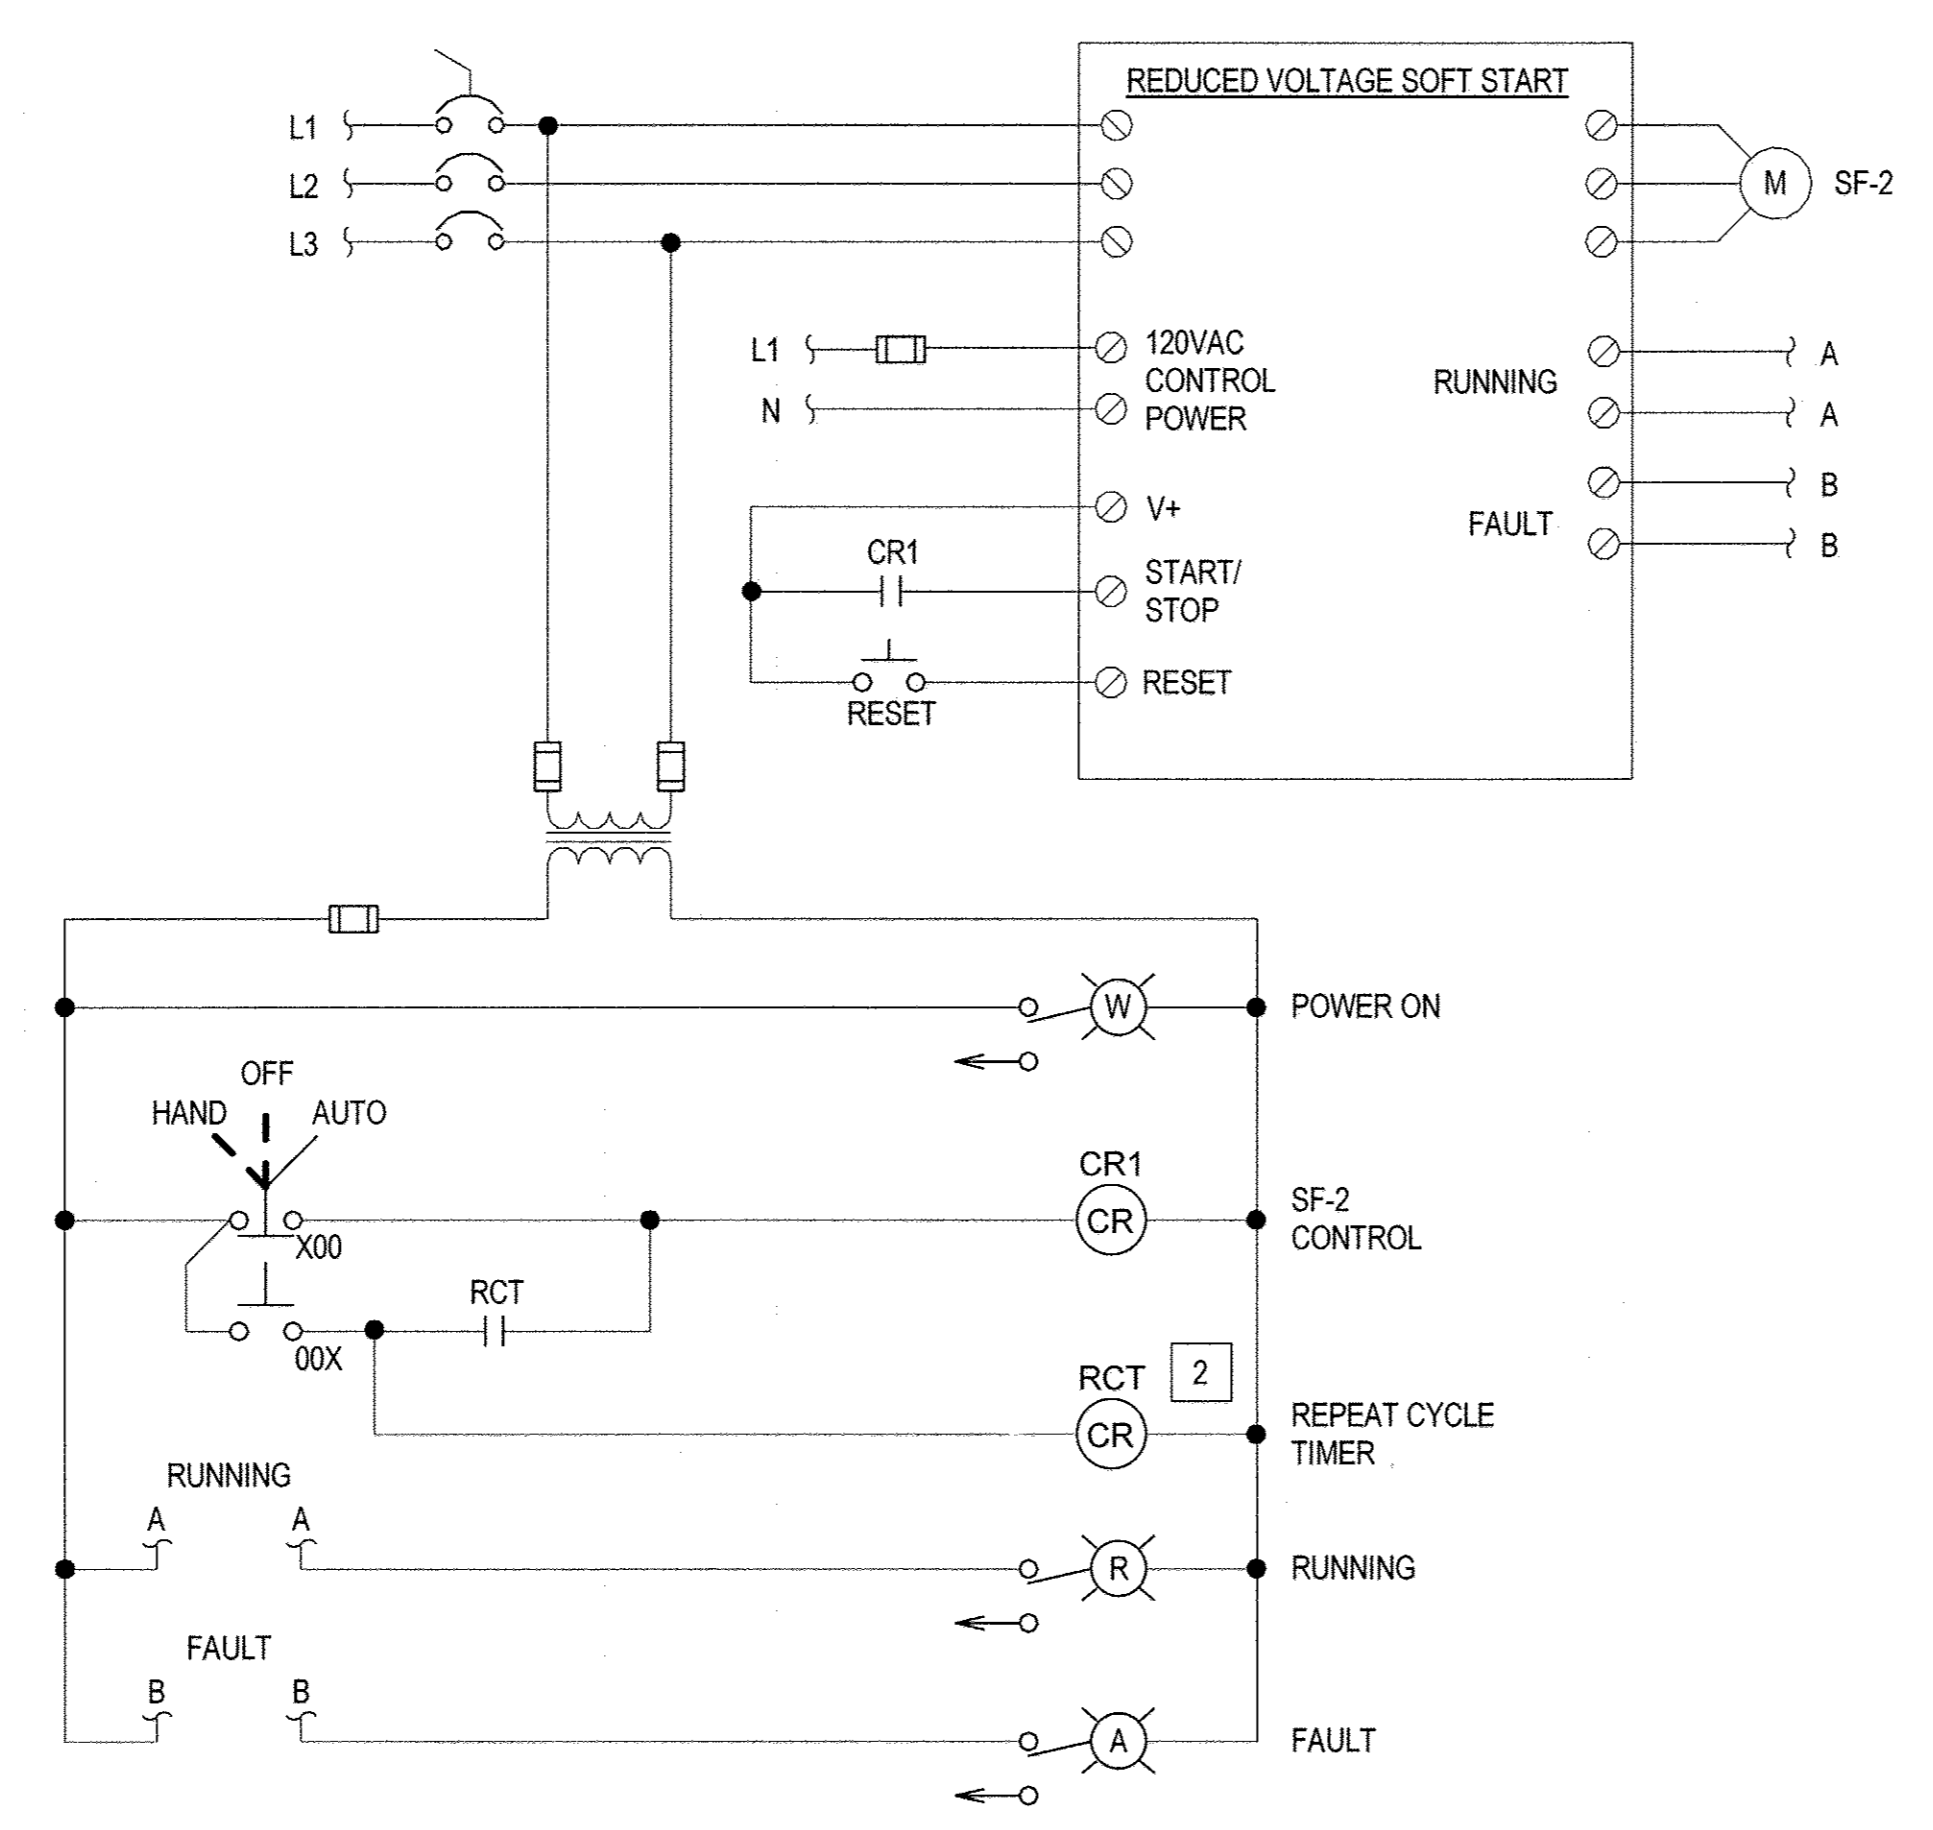 REDUCED VOLTAGE SOFT START
L1
L2
L3
M
SF-2
L1
N
120VAC
CONTROL
POWER
RUNNING
A
A
V+
FAULT
B
B
CR1
START/
STOP
RESET
RESET
W
POWER ON
OFF
HAND
AUTO
X00
CR1
CR
SF-2
CONTROL
RCT
00X
RCT
2
CR
REPEAT CYCLE
TIMER
RUNNING
A
A
R
RUNNING
FAULT
B
B
A
FAULT